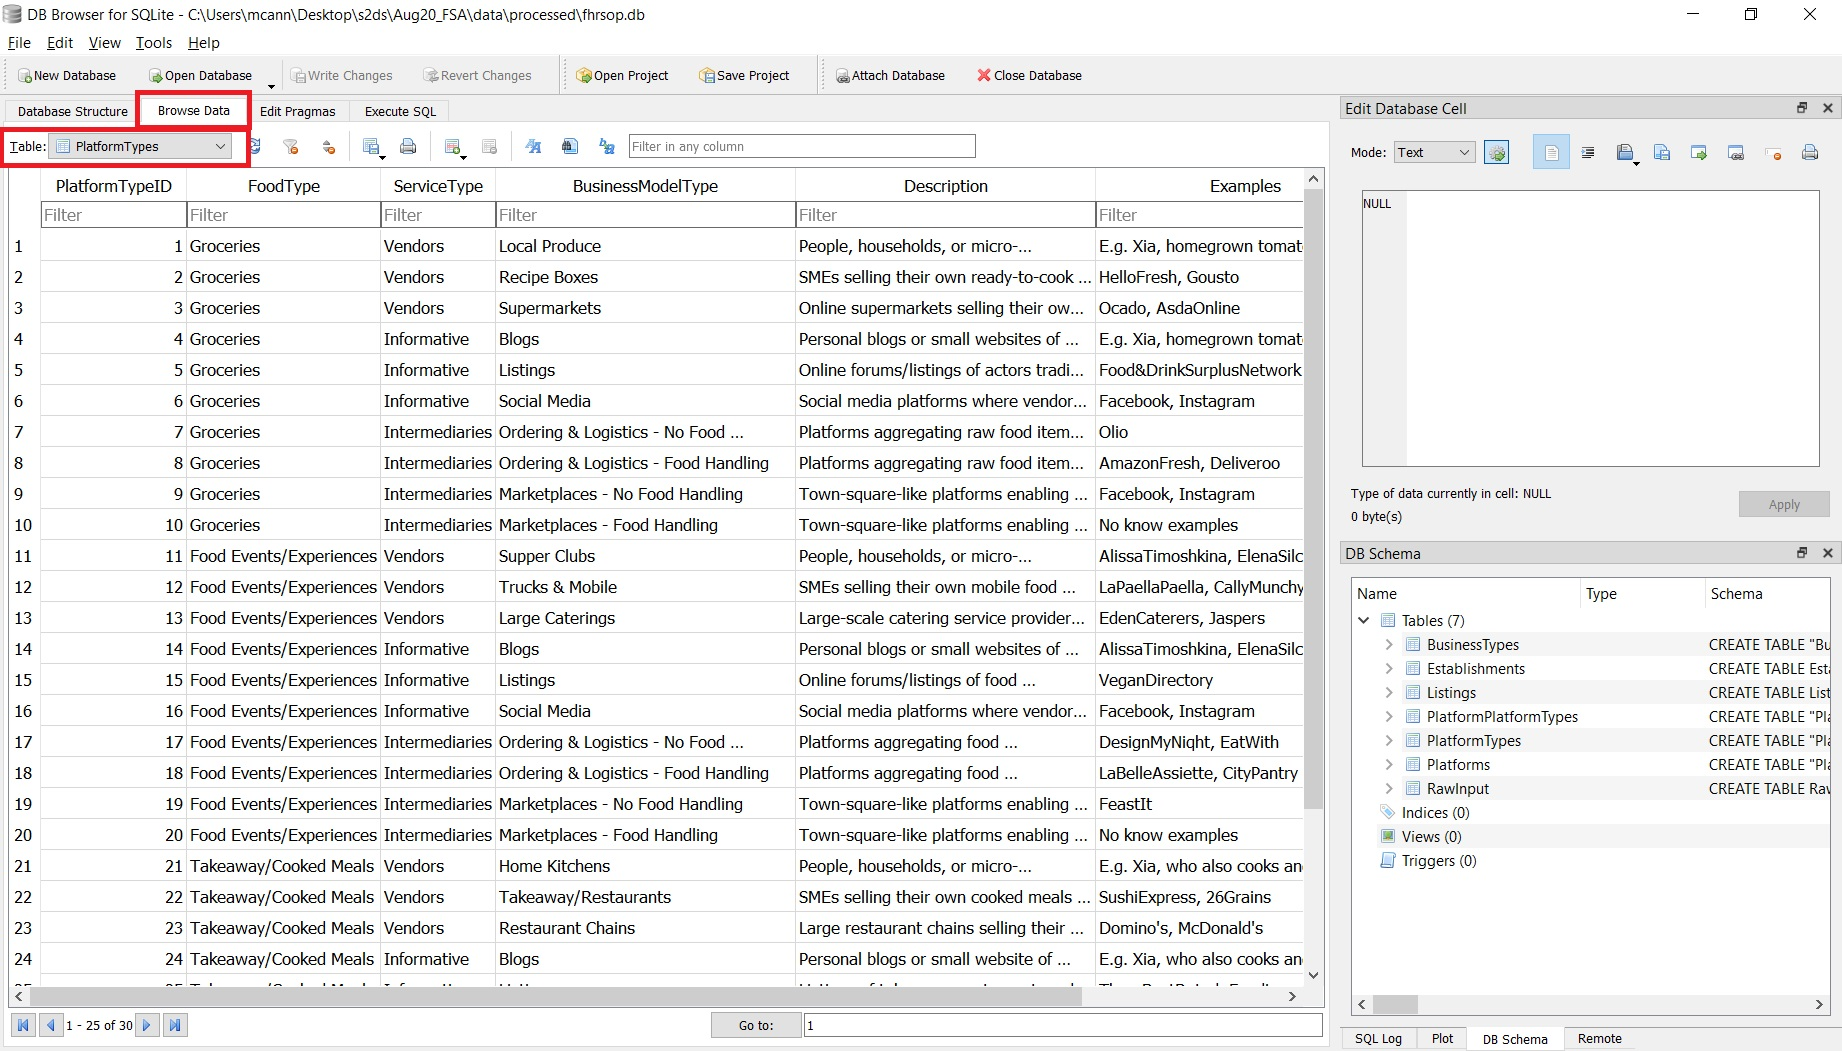 DB Browser for SQLite - C:\Users\mcann\Desktop\s2ds\Aug20_FSA\data\processed\fhrsop.db
File Edit View Tools Help
New Database Open Database Write Changes Revert Changes Open Project Save Project Attach Database Close Database
Database Structure Browse Data Edit Pragmas Execute SQL
Table: PlatformTypes Filter in any column
PlatformTypeID FoodType ServiceType BusinessModelType Description Examples
Filter Filter Filter Filter Filter Filter
1 1 Groceries Vendors Local Produce People, households, or micro-... E.g. Xia, homegrown tomat
2 2 Groceries Vendors Recipe Boxes SMEs selling their own ready-to-cook ... HelloFresh, Gousto
3 3 Groceries Vendors Supermarkets Online supermarkets selling their ow... Ocado, AsdaOnline
4 4 Groceries Informative Blogs Personal blogs or small websites of ... E.g. Xia, homegrown tomat
5 5 Groceries Informative Listings Online forums/listings of actors tradi... Food&DrinkSurplusNetwork
6 6 Groceries Informative Social Media Social media platforms where vendor... Facebook, Instagram
7 7 Groceries Intermediaries Ordering & Logistics - No Food ... Platforms aggregating raw food item... Olio
8 8 Groceries Intermediaries Ordering & Logistics - Food Handling Platforms aggregating raw food item... AmazonFresh, Deliveroo
9 9 Groceries Intermediaries Marketplaces - No Food Handling Town-square-like platforms enabling ... Facebook, Instagram
10 10 Groceries Intermediaries Marketplaces - Food Handling Town-square-like platforms enabling ... No know examples
11 11 Food Events/Experiences Vendors Supper Clubs People, households, or micro-... AlissaTimoshkina, ElenaSilc
12 12 Food Events/Experiences Vendors Trucks & Mobile SMEs selling their own mobile food ... LaPaellaPaella, CallyMunchy
13 13 Food Events/Experiences Vendors Large Caterings Large-scale catering service provider... EdenCaterers, Jaspers
14 14 Food Events/Experiences Informative Blogs Personal blogs or small websites of ... AlissaTimoshkina, ElenaSilc
15 15 Food Events/Experiences Informative Listings Online forums/listings of food ... VeganDirectory
16 16 Food Events/Experiences Informative Social Media Social media platforms where vendor... Facebook, Instagram
17 17 Food Events/Experiences Intermediaries Ordering & Logistics - No Food ... Platforms aggregating food ... DesignMyNight, EatWith
18 18 Food Events/Experiences Intermediaries Ordering & Logistics - Food Handling Platforms aggregating food ... LaBelleAssiette, CityPantry
19 19 Food Events/Experiences Intermediaries Marketplaces - No Food Handling Town-square-like platforms enabling ... FeastIt
20 20 Food Events/Experiences Intermediaries Marketplaces - Food Handling Town-square-like platforms enabling ... No know examples
21 21 Takeaway/Cooked Meals Vendors Home Kitchens People, households, or micro-... E.g. Xia, who also cooks an
22 22 Takeaway/Cooked Meals Vendors Takeaway/Restaurants SMEs selling their own cooked meals ... SushiExpress, 26Grains
23 23 Takeaway/Cooked Meals Vendors Restaurant Chains Large restaurant chains selling their ... Domino's, McDonald's
24 24 Takeaway/Cooked Meals Informative Blogs Personal blogs or small website of ... E.g. Xia, who also cooks an
1 - 25 of 30 Go to: 1
Edit Database Cell
Mode: Text
NULL
Type of data currently in cell: NULL
0 byte(s)
Apply
DB Schema
Name Type Schema
Tables (7)
BusinessTypes CREATE TABLE "Bu
Establishments CREATE TABLE Esta
Listings CREATE TABLE List
PlatformPlatformTypes CREATE TABLE "Pla
PlatformTypes CREATE TABLE "Pla
Platforms CREATE TABLE "Pla
RawInput CREATE TABLE Raw
Indices (0)
Views (0)
Triggers (0)
SQL Log Plot DB Schema Remote